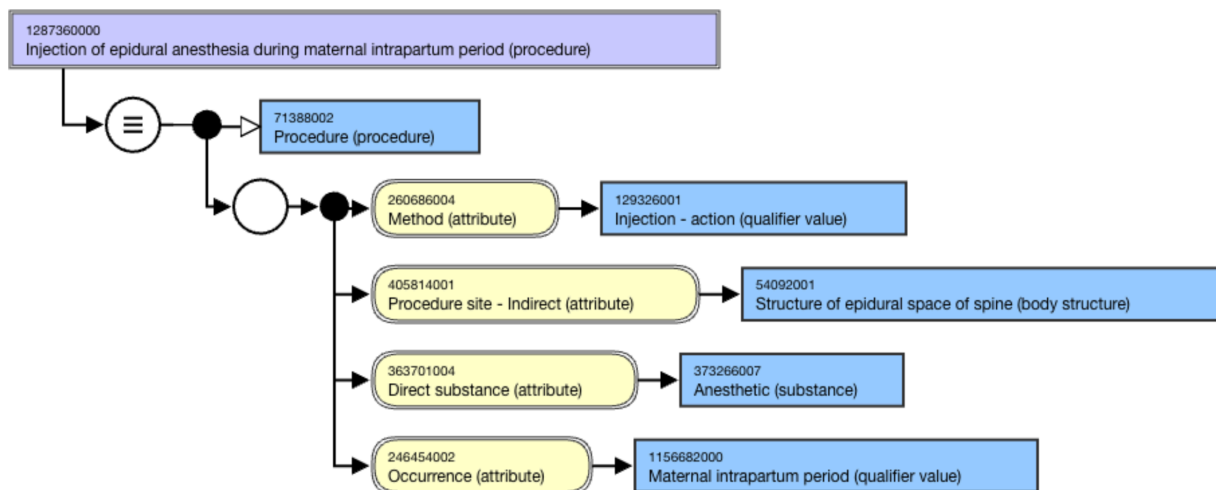 1287360000
Injection of epidural anesthesia during maternal intrapartum period (procedure)
71388002
Procedure (procedure)
260686004
Method (attribute)
129326001
Injection - action (qualifier value)
405814001
Procedure site - Indirect (attribute)
54092001
Structure of epidural space of spine (body structure)
363701004
Direct substance (attribute)
373266007
Anesthetic (substance)
246454002
Occurrence (attribute)
1156682000
Maternal intrapartum period (qualifier value)